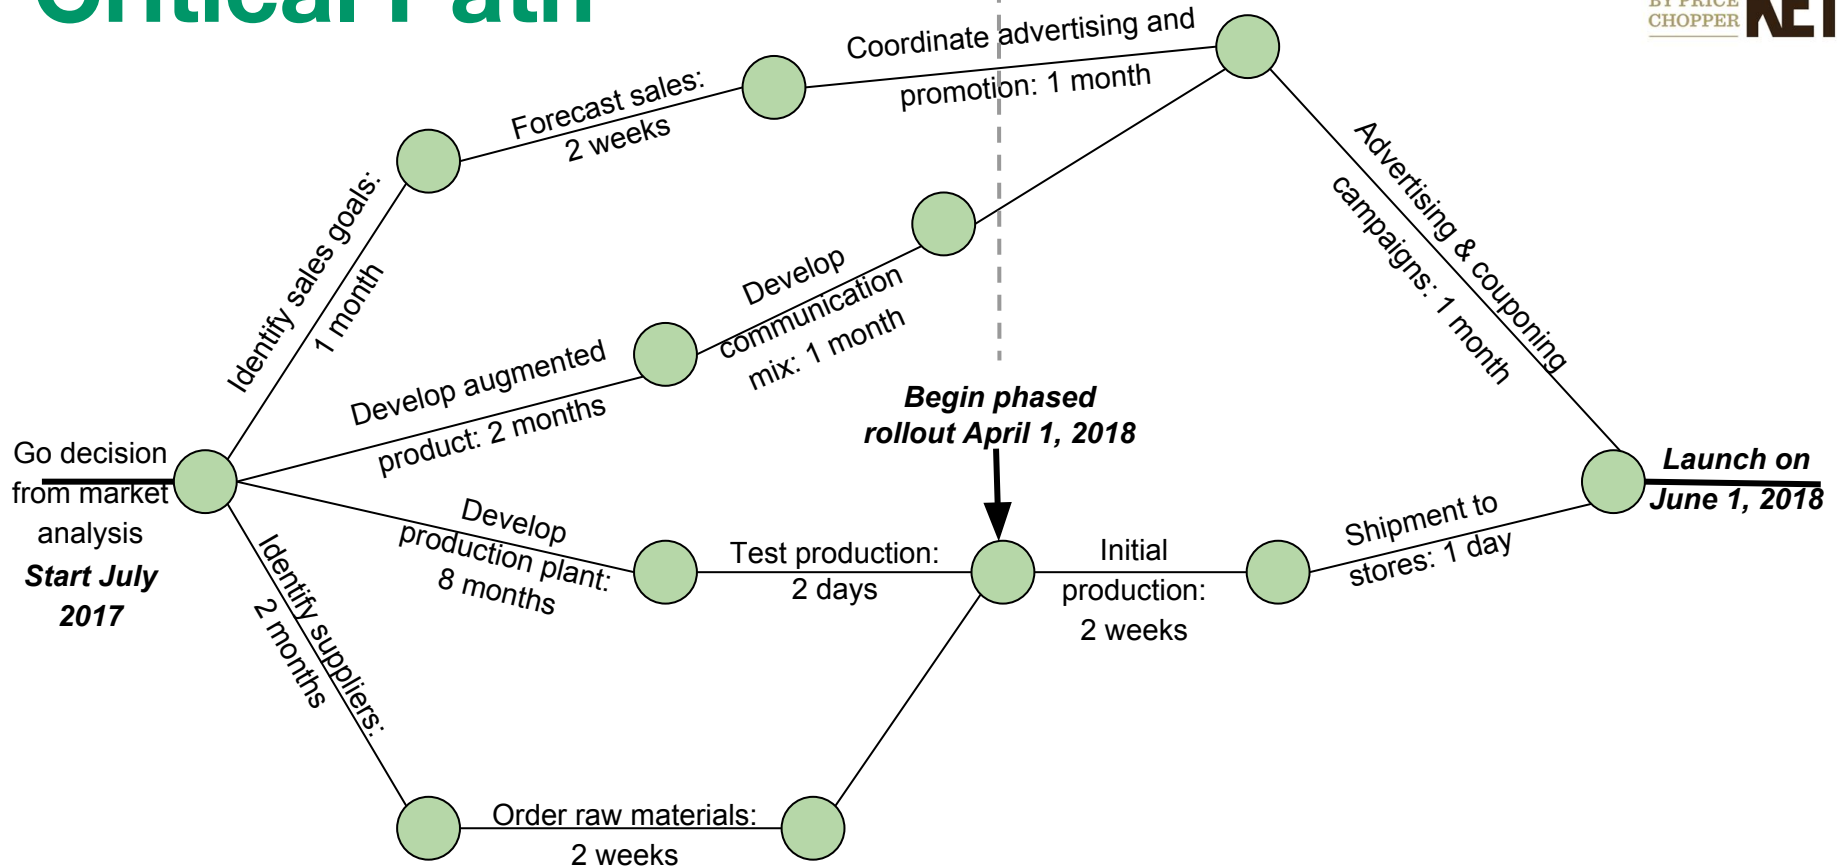 Critical Path
BY PRICE
CHOPPER
Coordinate advertising and
promotion: 1 month
Forecast sales:
2 weeks
Identify sales goals:
1 month
Advertising & couponing
campaigns: 1 month
Develop
communication
mix: 1 month
Develop augmented
product: 2 months
Begin phased
rollout April 1, 2018
Go decision
from market
analysis
Start July
2017
Launch on
June 1, 2018
Develop
production plant:
8 months
Test production:
2 days
Initial
production:
2 weeks
Shipment to
stores: 1 day
Identify suppliers:
2 months
Order raw materials:
2 weeks